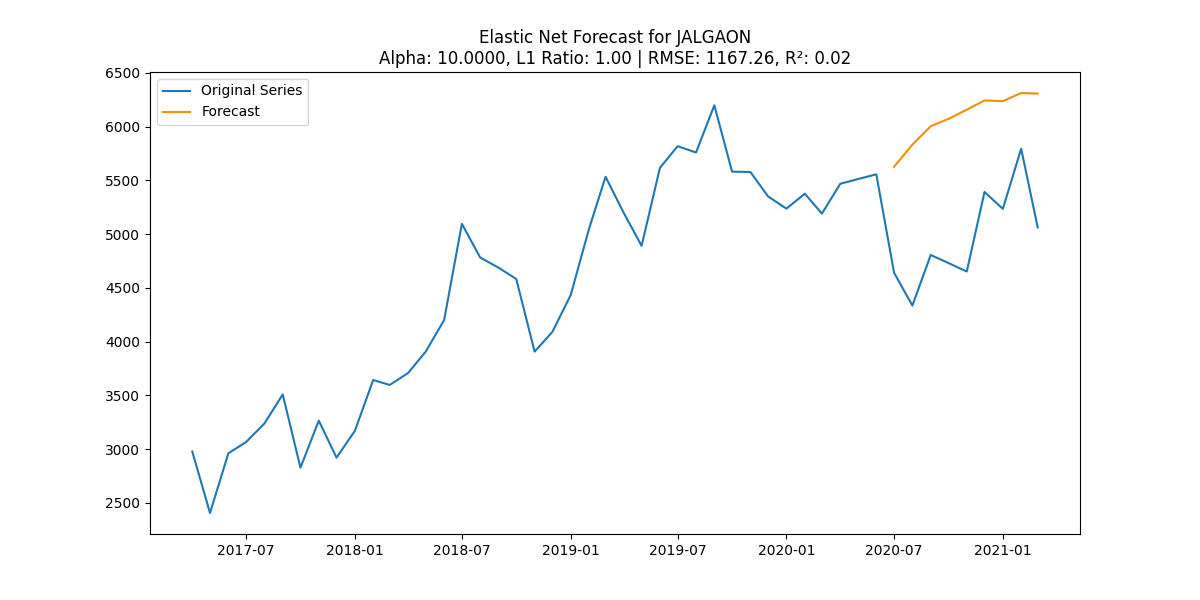 Elastic Net Forecast for JALGAON
Alpha: 10.0000, L1 Ratio: 1.00 | RMSE: 1167.26, R²: 0.02
Original Series
Forecast
6500
6000
5500
5000
4500
4000
3500
3000
2500
2017-07 2018-01 2018-07 2019-01 2019-07 2020-01 2020-07 2021-01